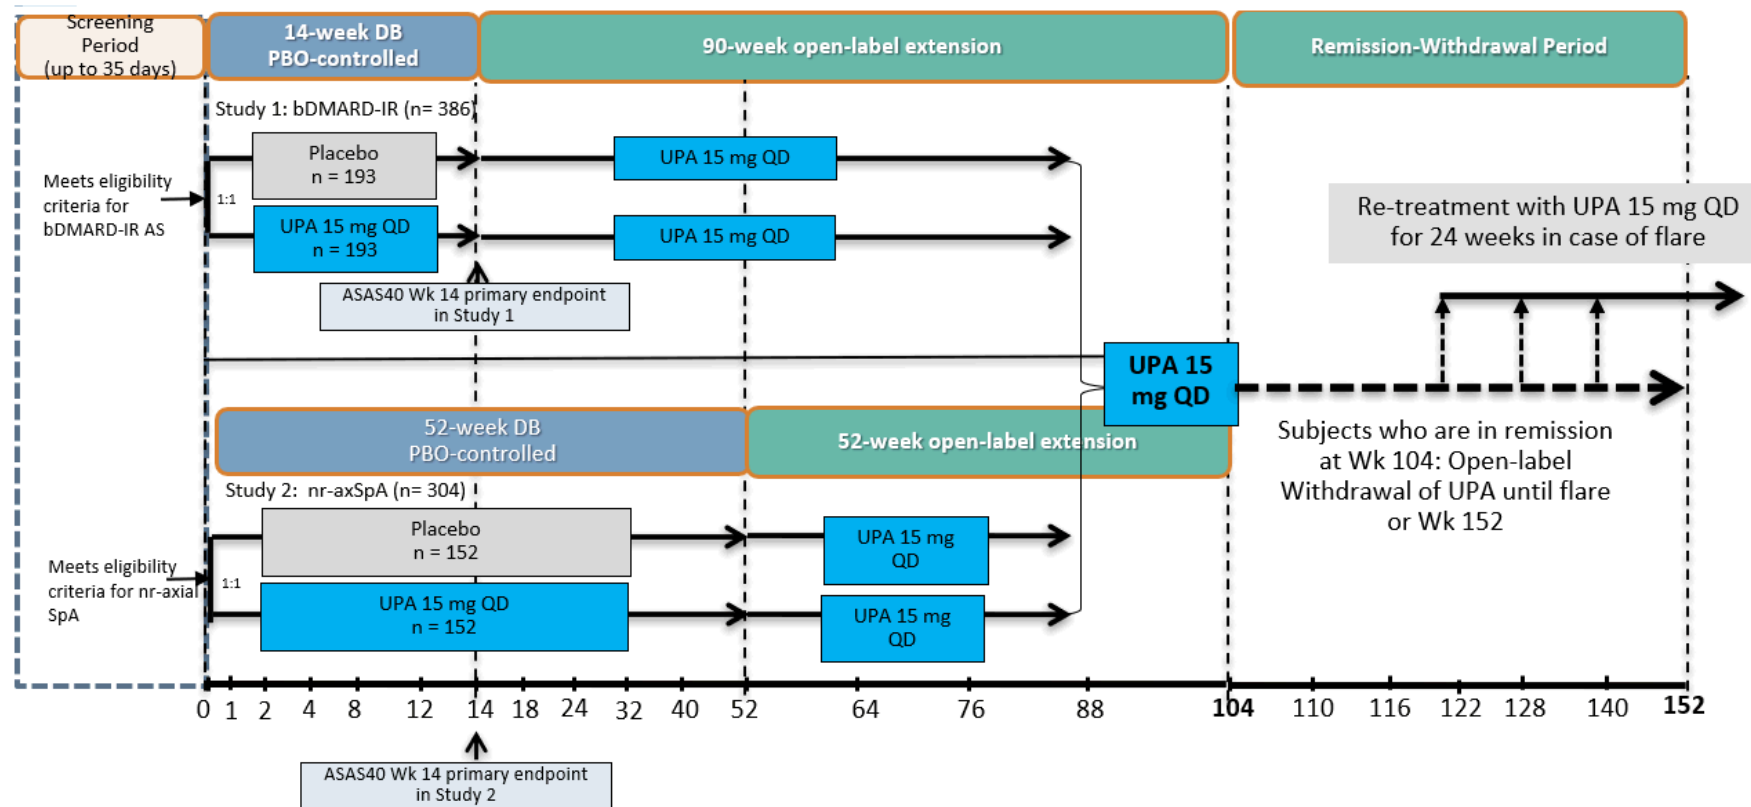 Screening
Period
(up to 35 days)
14-week DB
PBO-controlled
90-week open-label extension
Remission-Withdrawal Period
Study 1: bDMARD-IR (n= 386)
Meets eligibility
criteria for
bDMARD-IR AS
1:1
Placebo
n = 193
UPA 15 mg QD
n = 193
UPA 15 mg QD
UPA 15 mg QD
ASAS40 Wk 14 primary endpoint
in Study 1
Re-treatment with UPA 15 mg QD
for 24 weeks in case of flare
UPA 15
mg QD
52-week DB
PBO-controlled
52-week open-label extension
Subjects who are in remission
at Wk 104: Open-label
Withdrawal of UPA until flare
or Wk 152
Study 2: nr-axSpA (n= 304)
Meets eligibility
criteria for nr-axial
SpA
1:1
Placebo
n = 152
UPA 15 mg QD
n = 152
UPA 15 mg
QD
UPA 15 mg
QD
0 1 2 4 8 12 14 18 24 32 40 52 64 76 88 104 110 116 122 128 140 152
ASAS40 Wk 14 primary endpoint
in Study 2